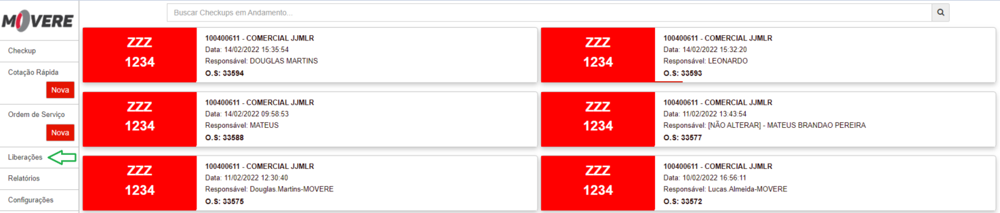 MOVERE
Buscar Checkups em Andamento...
Checkup
Cotação Rápida
Nova
Ordem de Serviço
Nova
Liberações
Relatórios
Configurações
ZZZ
1234
100400611 - COMERCIAL JJMLR
Data: 14/02/2022 15:35:54
Responsável: DOUGLAS MARTINS
O.S: 33594
ZZZ
1234
100400611 - COMERCIAL JJMLR
Data: 14/02/2022 15:32:20
Responsável: LEONARDO
O.S: 33593
ZZZ
1234
100400611 - COMERCIAL JJMLR
Data: 14/02/2022 09:58:53
Responsável: MATEUS
O.S: 33588
ZZZ
1234
100400611 - COMERCIAL JJMLR
Data: 11/02/2022 13:43:54
Responsável: [NÃO ALTERAR] - MATEUS BRANDAO PEREIRA
O.S: 33577
ZZZ
1234
100400611 - COMERCIAL JJMLR
Data: 11/02/2022 12:30:40
Responsável: Douglas.Martins-MOVERE
O.S: 33575
ZZZ
1234
100400611 - COMERCIAL JJMLR
Data: 10/02/2022 16:56:11
Responsável: Lucas.Almeida-MOVERE
O.S: 33572